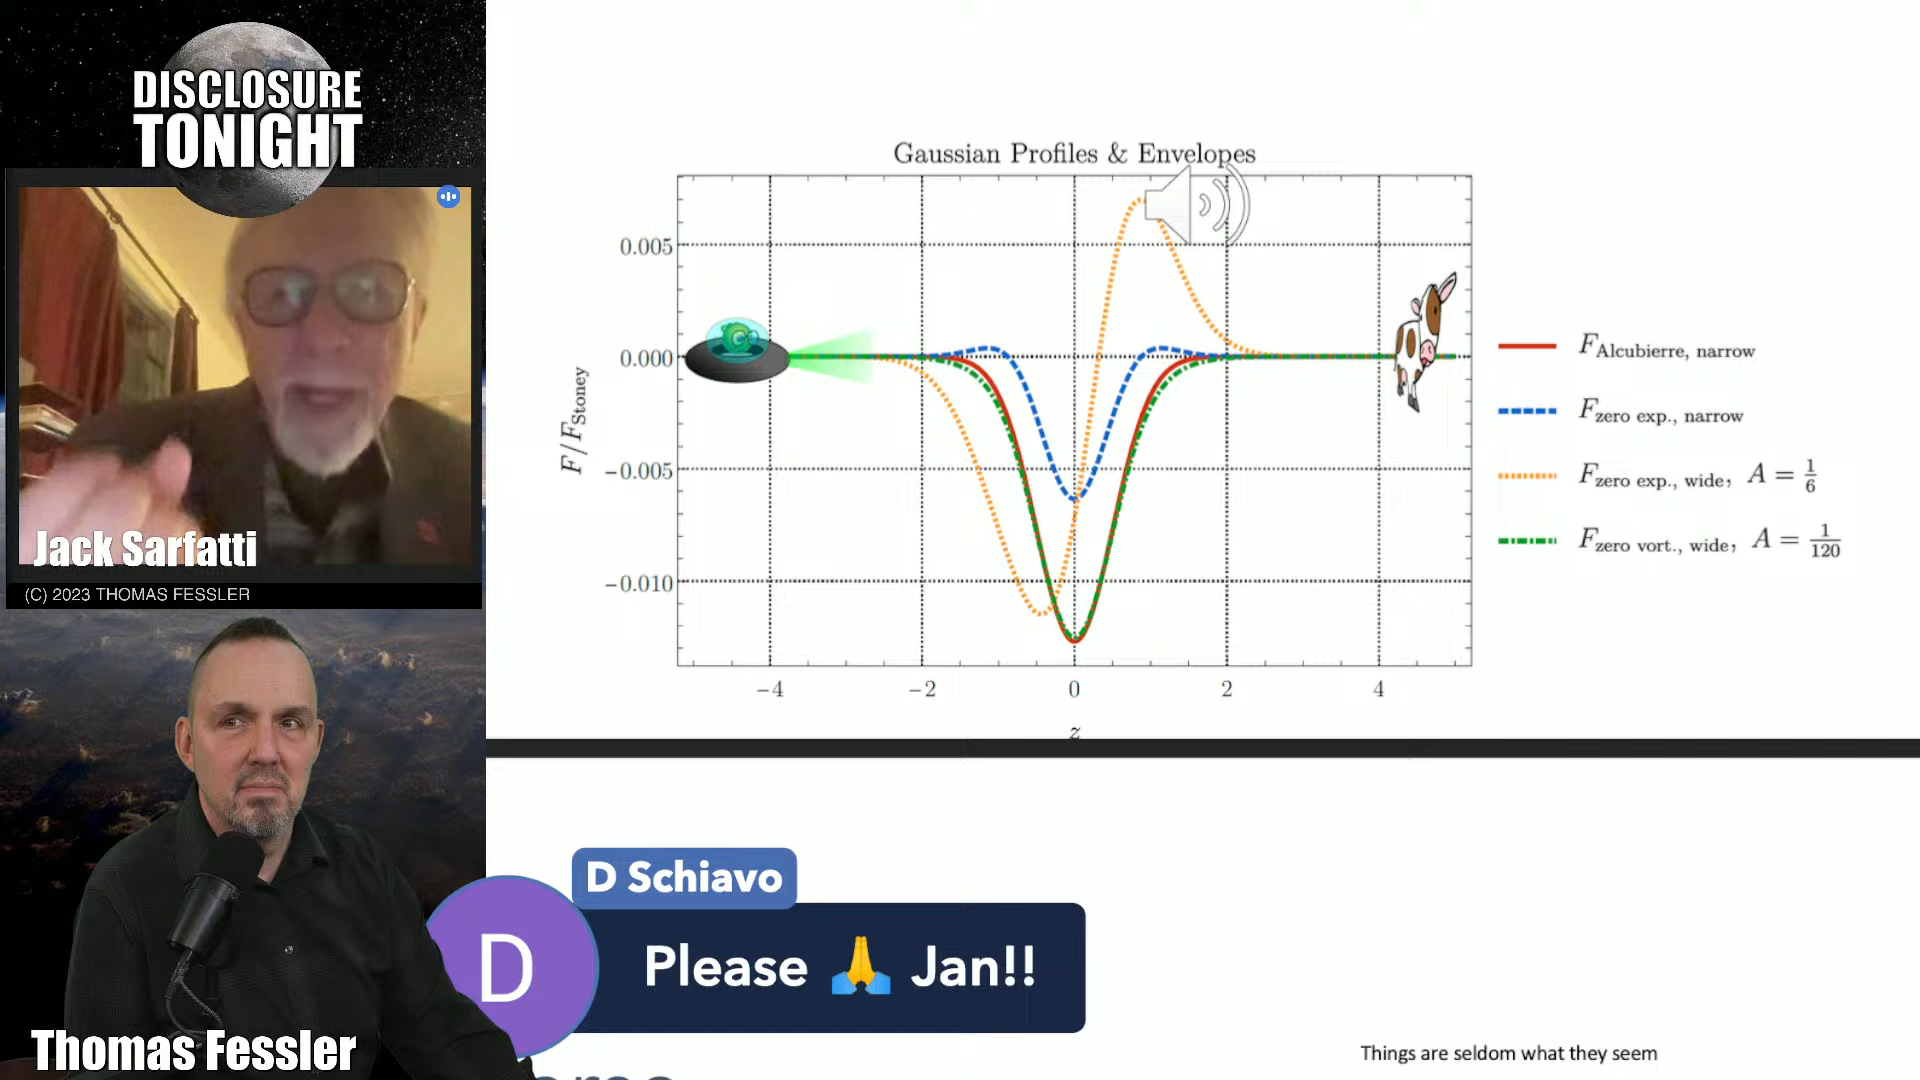 DISCLOSURE
TONIGHT
Jack Sarfatti
(C) 2023 THOMAS FESSLER
Thomas Fessler
Gaussian Profiles & Envelopes
F/F_Stoney
0.005
0.000
−0.005
−0.010
−4 −2 0 2 4
z
F_Alcubierre, narrow
F_zero exp., narrow
F_zero exp., wide, A = 1/6
F_zero vort., wide, A = 1/120
D Schiavo
D
Please 🙏 Jan!!
Things are seldom what they seem